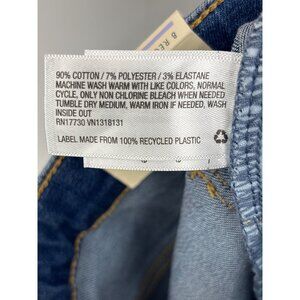 8 RE
90% COTTON / 7% POLYESTER / 3% ELASTANE
MACHINE WASH WARM WITH LIKE COLORS, NORMAL
CYCLE, ONLY NON CHLORINE BLEACH WHEN NEEDED
TUMBLE DRY MEDIUM, WARM IRON IF NEEDED, WASH
INSIDE OUT
RN17730 VN1318131
LABEL MADE FROM 100% RECYCLED PLASTIC